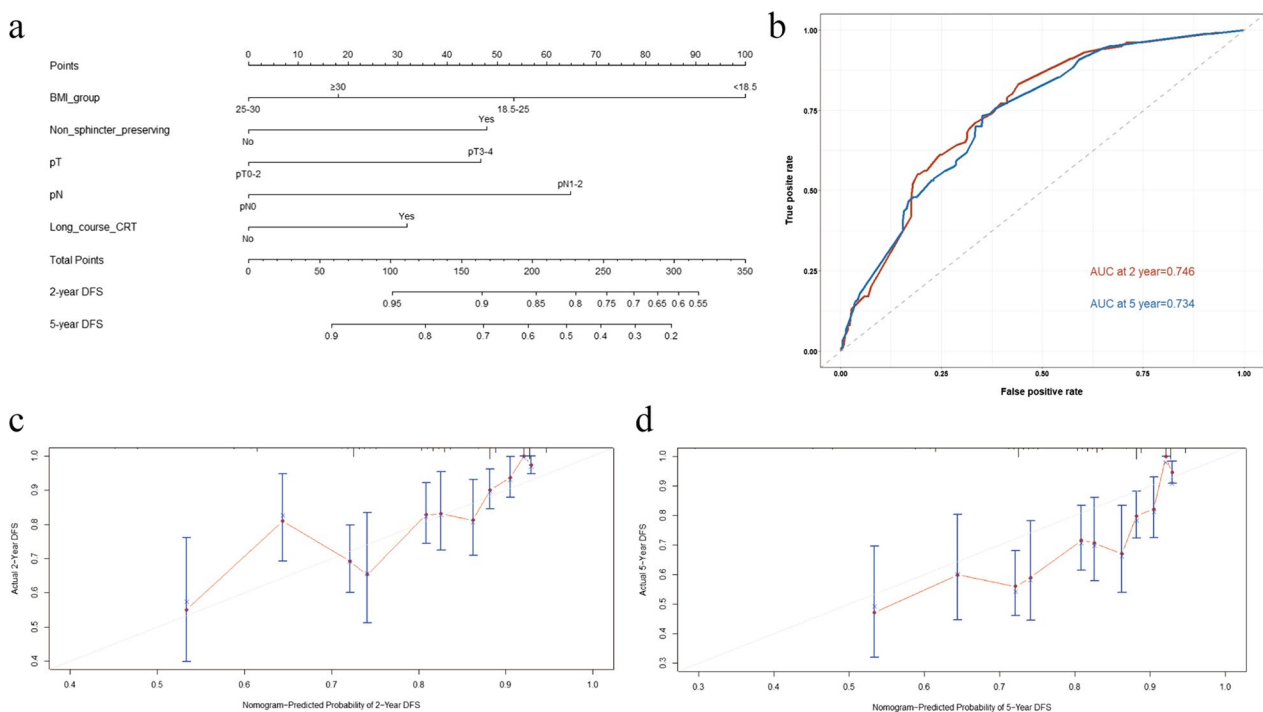 a
0 10 20 30 40 50 60 70 80 90 100
Points
≥30 <18.5
BMI_group
25-30 18.5-25
Yes
Non_sphincter_preserving
No
pT3-4
pT
pT0-2
pN1-2
pN
pN0
Yes
Long_course_CRT
No
Total Points
0 50 100 150 200 250 300 350
2-year DFS
0.95 0.9 0.85 0.8 0.75 0.7 0.65 0.6 0.55
5-year DFS
0.9 0.8 0.7 0.6 0.5 0.4 0.3 0.2
b
1.00
0.75
0.50
0.25
0.00
True posite rate
AUC at 2 year=0.746
AUC at 5 year=0.734
0.00 0.25 0.50 0.75 1.00
False positive rate
c
1.0
0.9
0.8
0.7
0.6
0.5
0.4
Actual 2-Year DFS
0.4 0.5 0.6 0.7 0.8 0.9 1.0
Nomogram-Predicted Probability of 2-Year DFS
d
1.0
0.9
0.8
0.7
0.6
0.5
0.4
0.3
Actual 5-Year DFS
0.3 0.4 0.5 0.6 0.7 0.8 0.9 1.0
Nomogram-Predicted Probability of 5-Year DFS